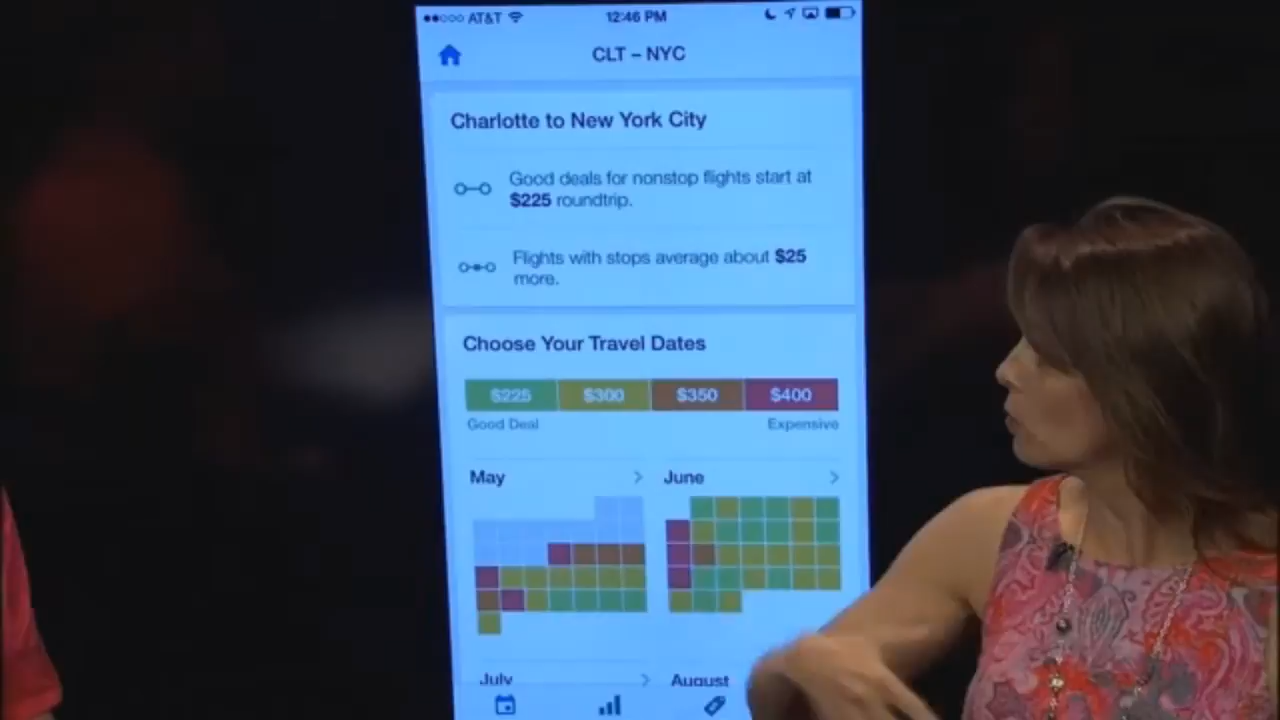 AT&T 12:46 PM
CLT – NYC
Charlotte to New York City
Good deals for nonstop flights start at
$225 roundtrip.
Flights with stops average about $25
more.
Choose Your Travel Dates
$225 $300 $350 $400
Good Deal Expensive
May June
July August